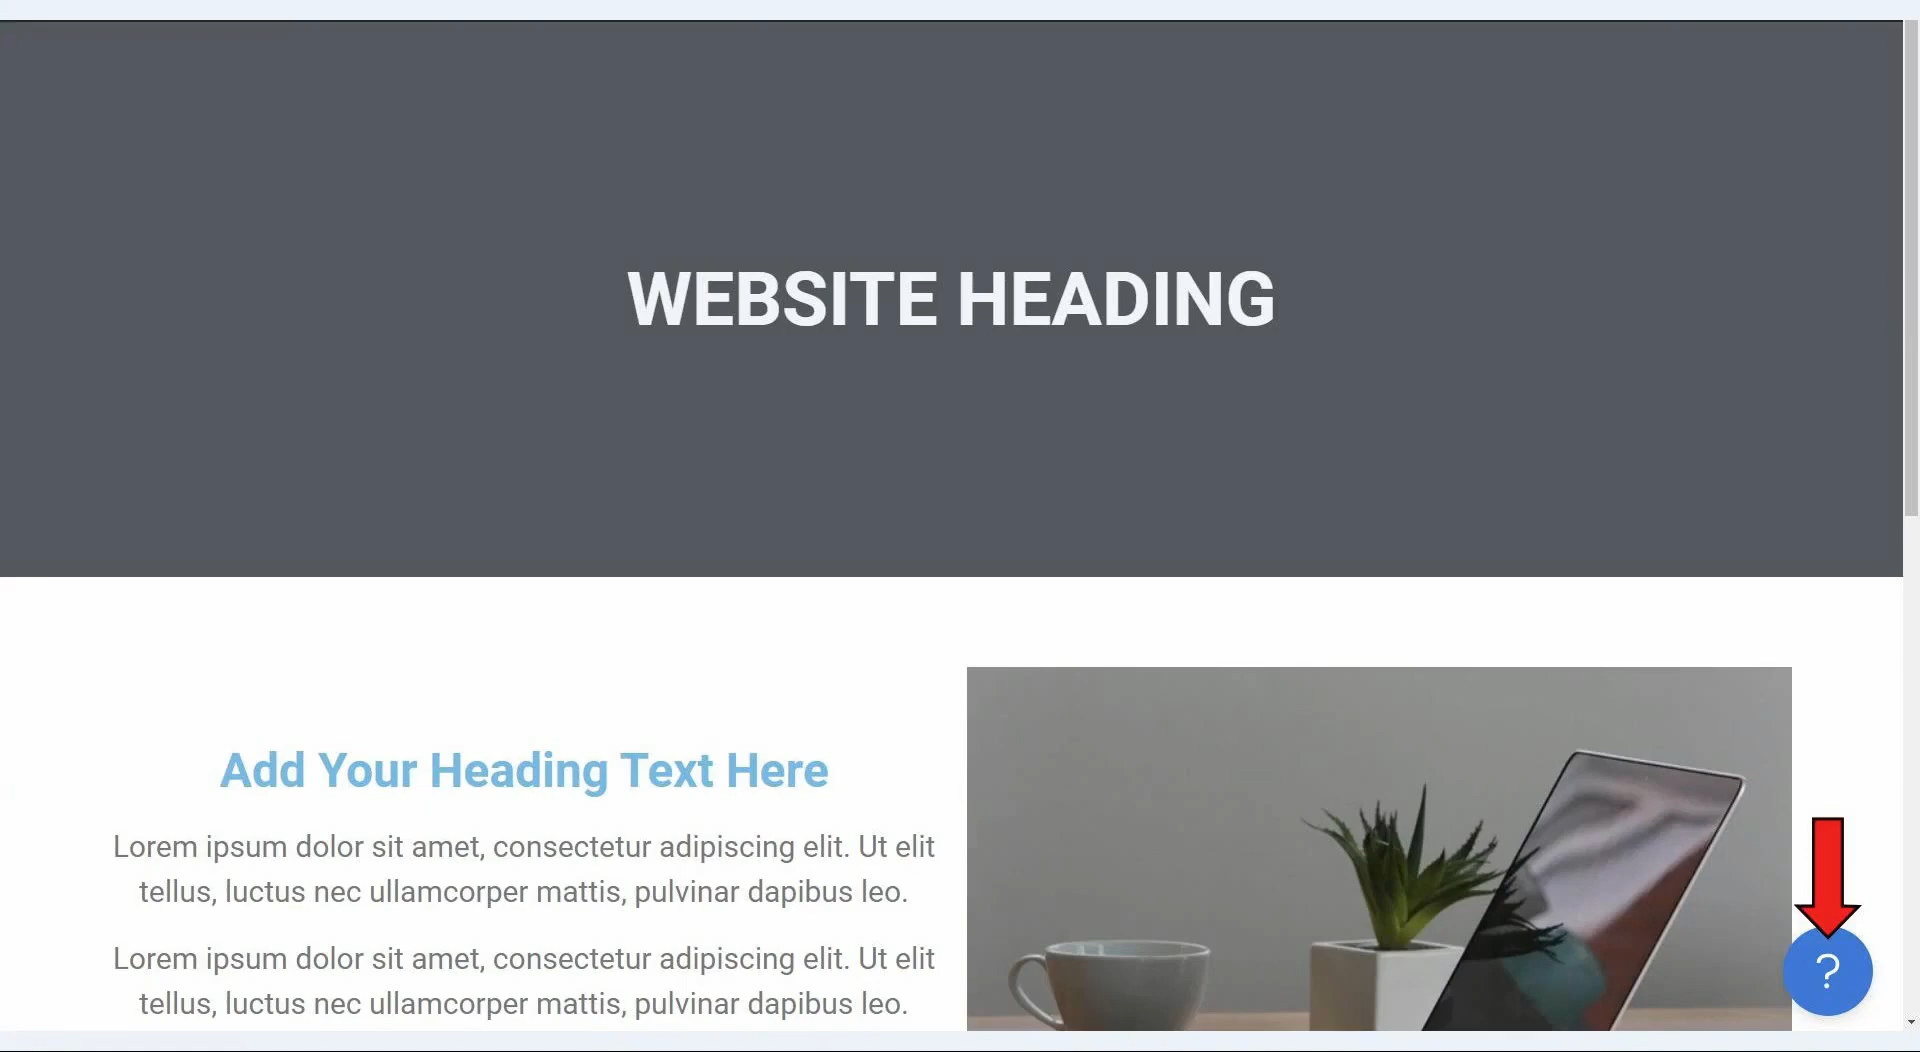 WEBSITE HEADING
Add Your Heading Text Here
Lorem ipsum dolor sit amet, consectetur adipiscing elit. Ut elit
tellus, luctus nec ullamcorper mattis, pulvinar dapibus leo.
Lorem ipsum dolor sit amet, consectetur adipiscing elit. Ut elit
tellus, luctus nec ullamcorper mattis, pulvinar dapibus leo.
?